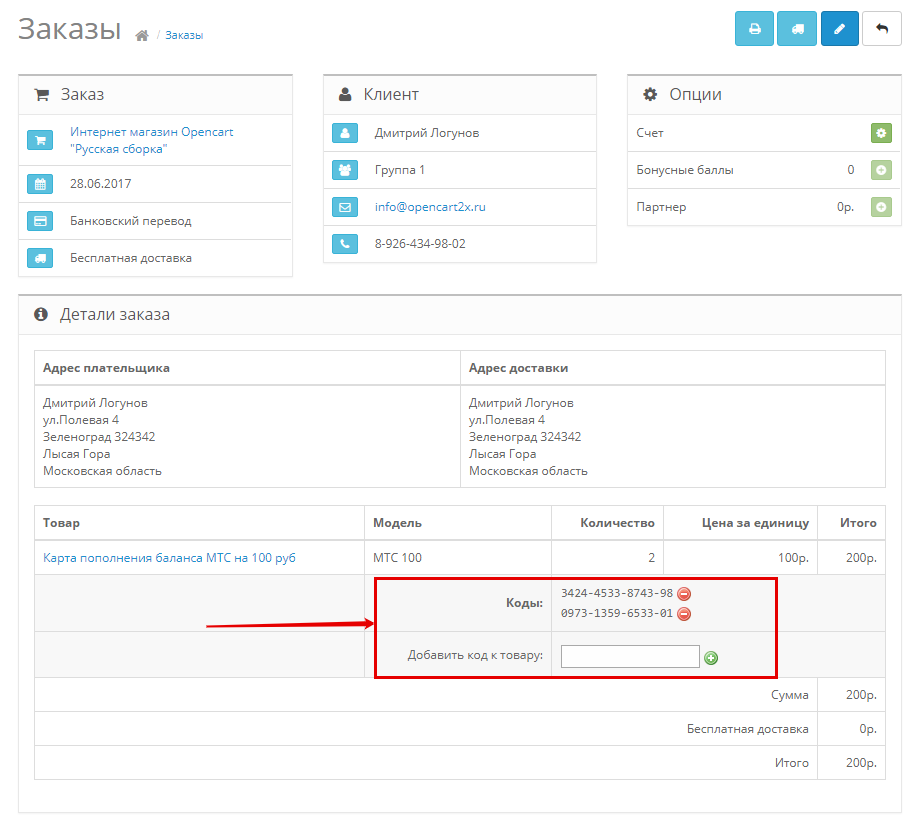 Заказы / Заказы
Заказ
Интернет магазин Opencart
"Русская сборка"
28.06.2017
Банковский перевод
Бесплатная доставка
Клиент
Дмитрий Логунов
Группа 1
info@opencart2x.ru
8-926-434-98-02
Опции
Счет
Бонусные баллы 0
Партнер 0р.
Детали заказа
Адрес плательщика Адрес доставки
Дмитрий Логунов Дмитрий Логунов
ул.Полевая 4 ул.Полевая 4
Зеленоград 324342 Зеленоград 324342
Лысая Гора Лысая Гора
Московская область Московская область
Товар Модель Количество Цена за единицу Итого
Карта пополнения баланса МТС на 100 руб МТС 100 2 100р. 200р.
Коды: 3424-4533-8743-98
0973-1359-6533-01
Добавить код к товару:
Сумма 200р.
Бесплатная доставка 0р.
Итого 200р.